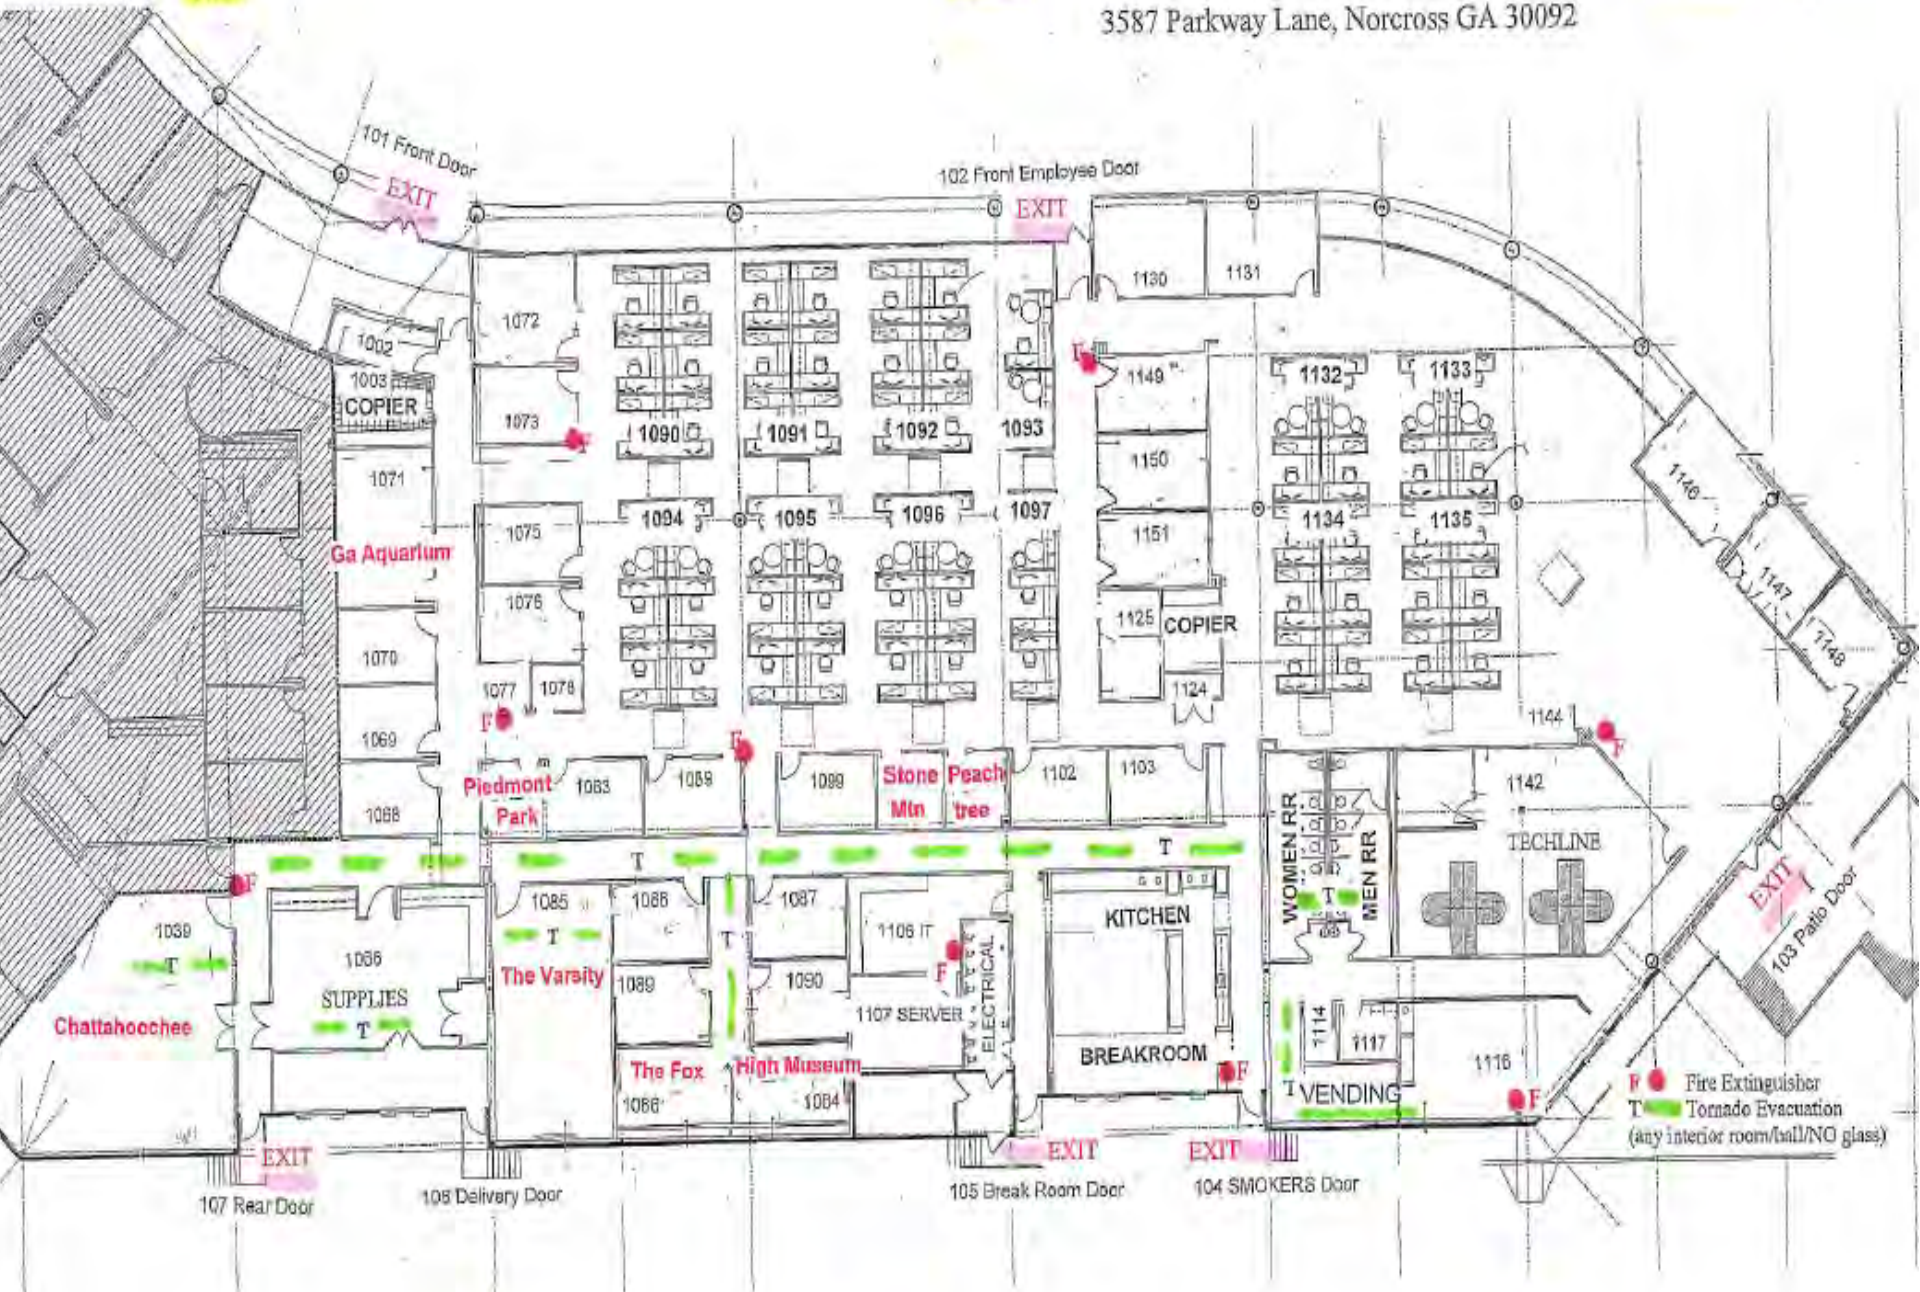 3587 Parkway Lane, Norcross GA 30092
101 Front Door
EXIT
102 Front Employee Door
EXIT
1130
1131
1072
1002
1003
COPIER
1073
F
1090
1091
1092
1093
F
1149
1150
1151
1132
1133
1071
Ga Aquarium
1075
1076
1094
1095
1096
1097
1134
1135
1146
1147
1148
1125
COPIER
1124
1070
1077
1078
F
F
1069
1068
Piedmont
Park
1083
1089
1099
Stone
Mtn
Peach
tree
1102
1103
1144
F
1142
TECHLINE
WOMEN RR
MEN RR
T
T
T
EXIT
103 Patio Door
F
1039
T
Chattahoochee
1036
SUPPLIES
T
1085
T
The Varsity
1086
T
1087
1089
1090
1106 IT
F
1107 SERVER
ELECTRICAL
KITCHEN
BREAKROOM
F
The Fox
1066
High Museum
1084
1114
1117
T
VENDING
1116
F
F Fire Extinguisher
T Tornado Evacuation
(any interior room/hall/NO glass)
EXIT
107 Rear Door
106 Delivery Door
EXIT
105 Break Room Door
EXIT
104 SMOKERS Door